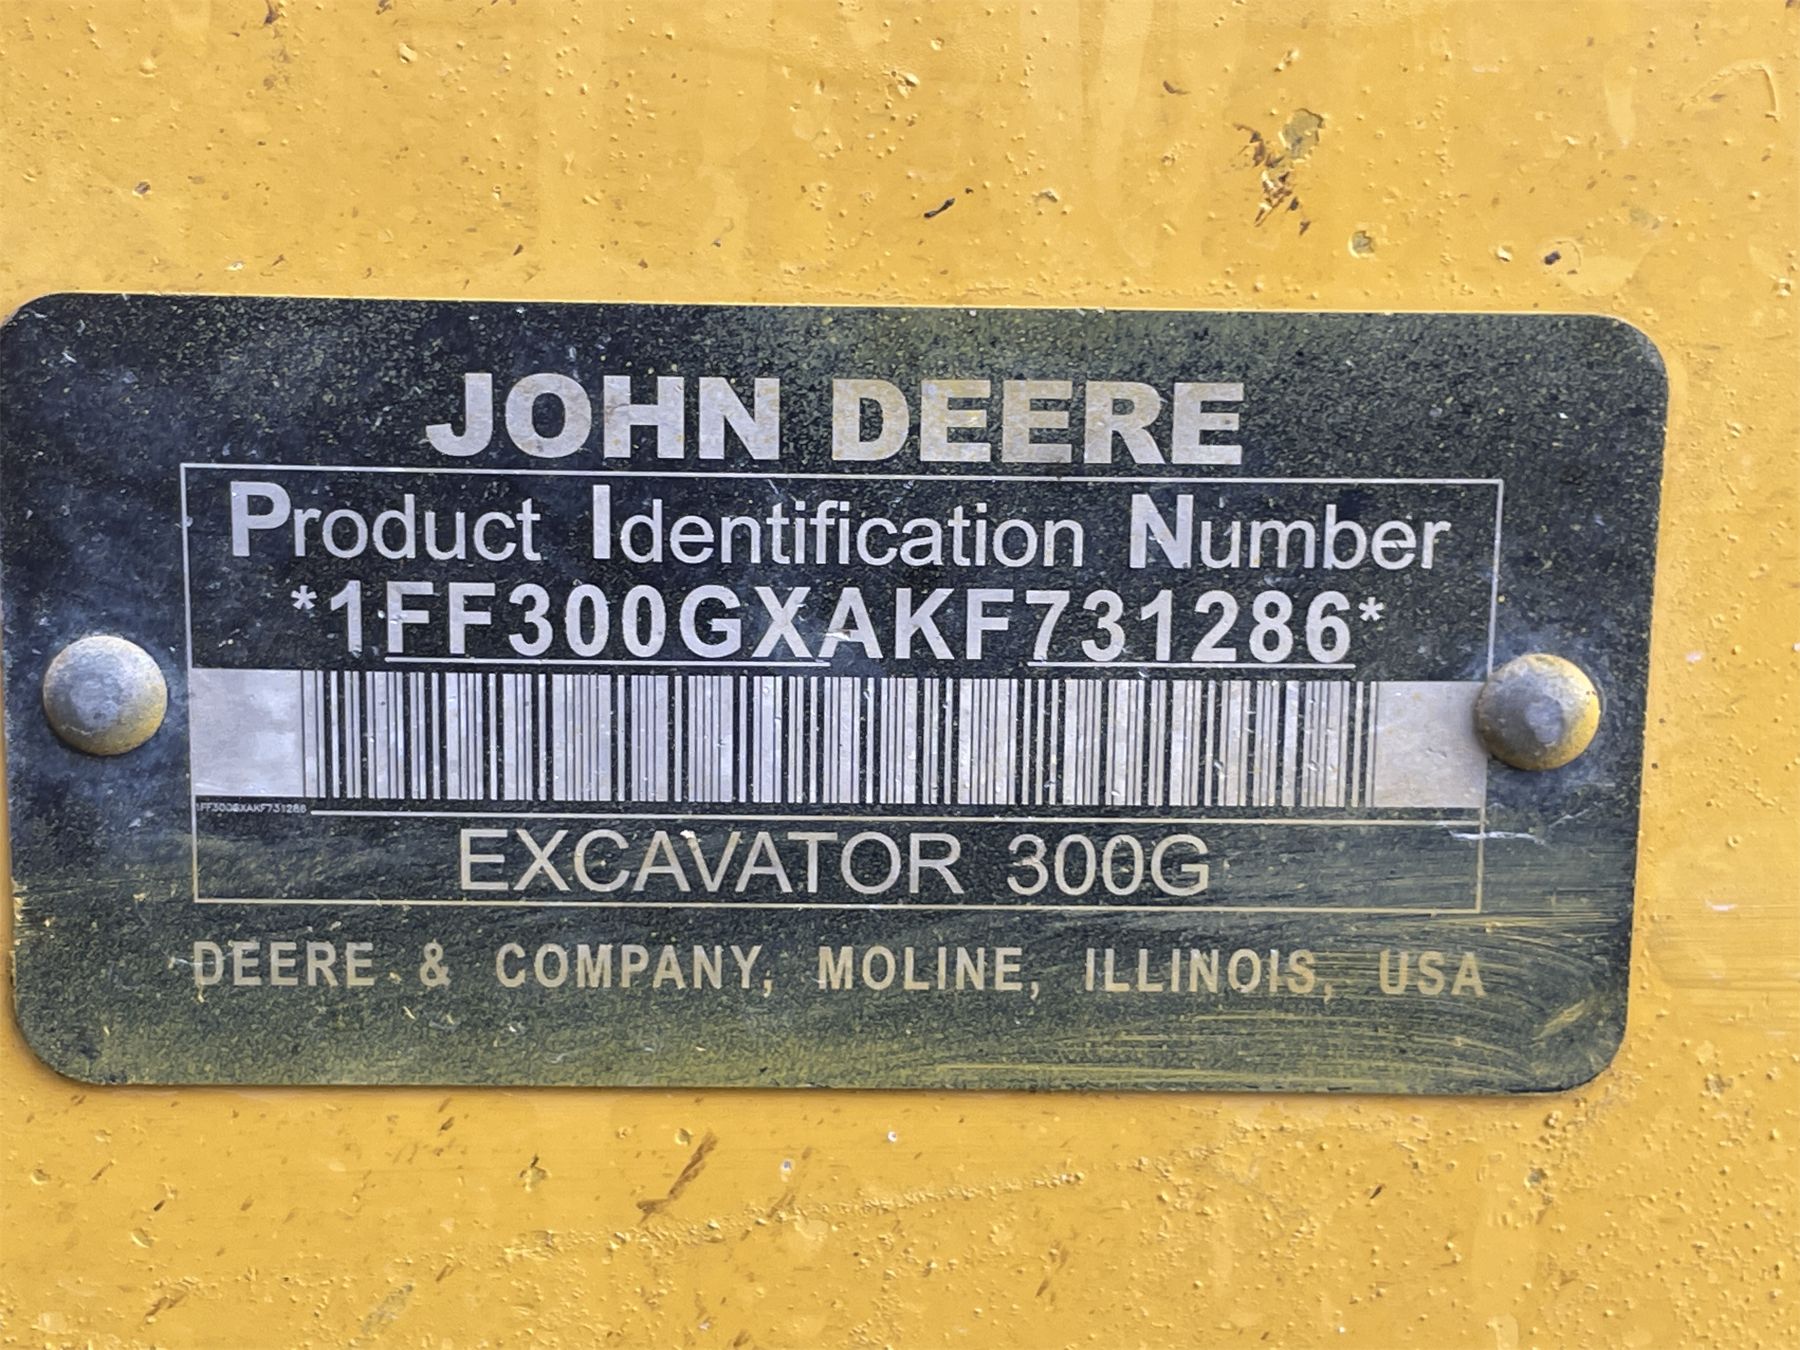 JOHN DEERE
Product Identification Number
*1FF300GXAKF731286*
1FF300GXAKF731286
EXCAVATOR 300G
DEERE & COMPANY, MOLINE, ILLINOIS, USA